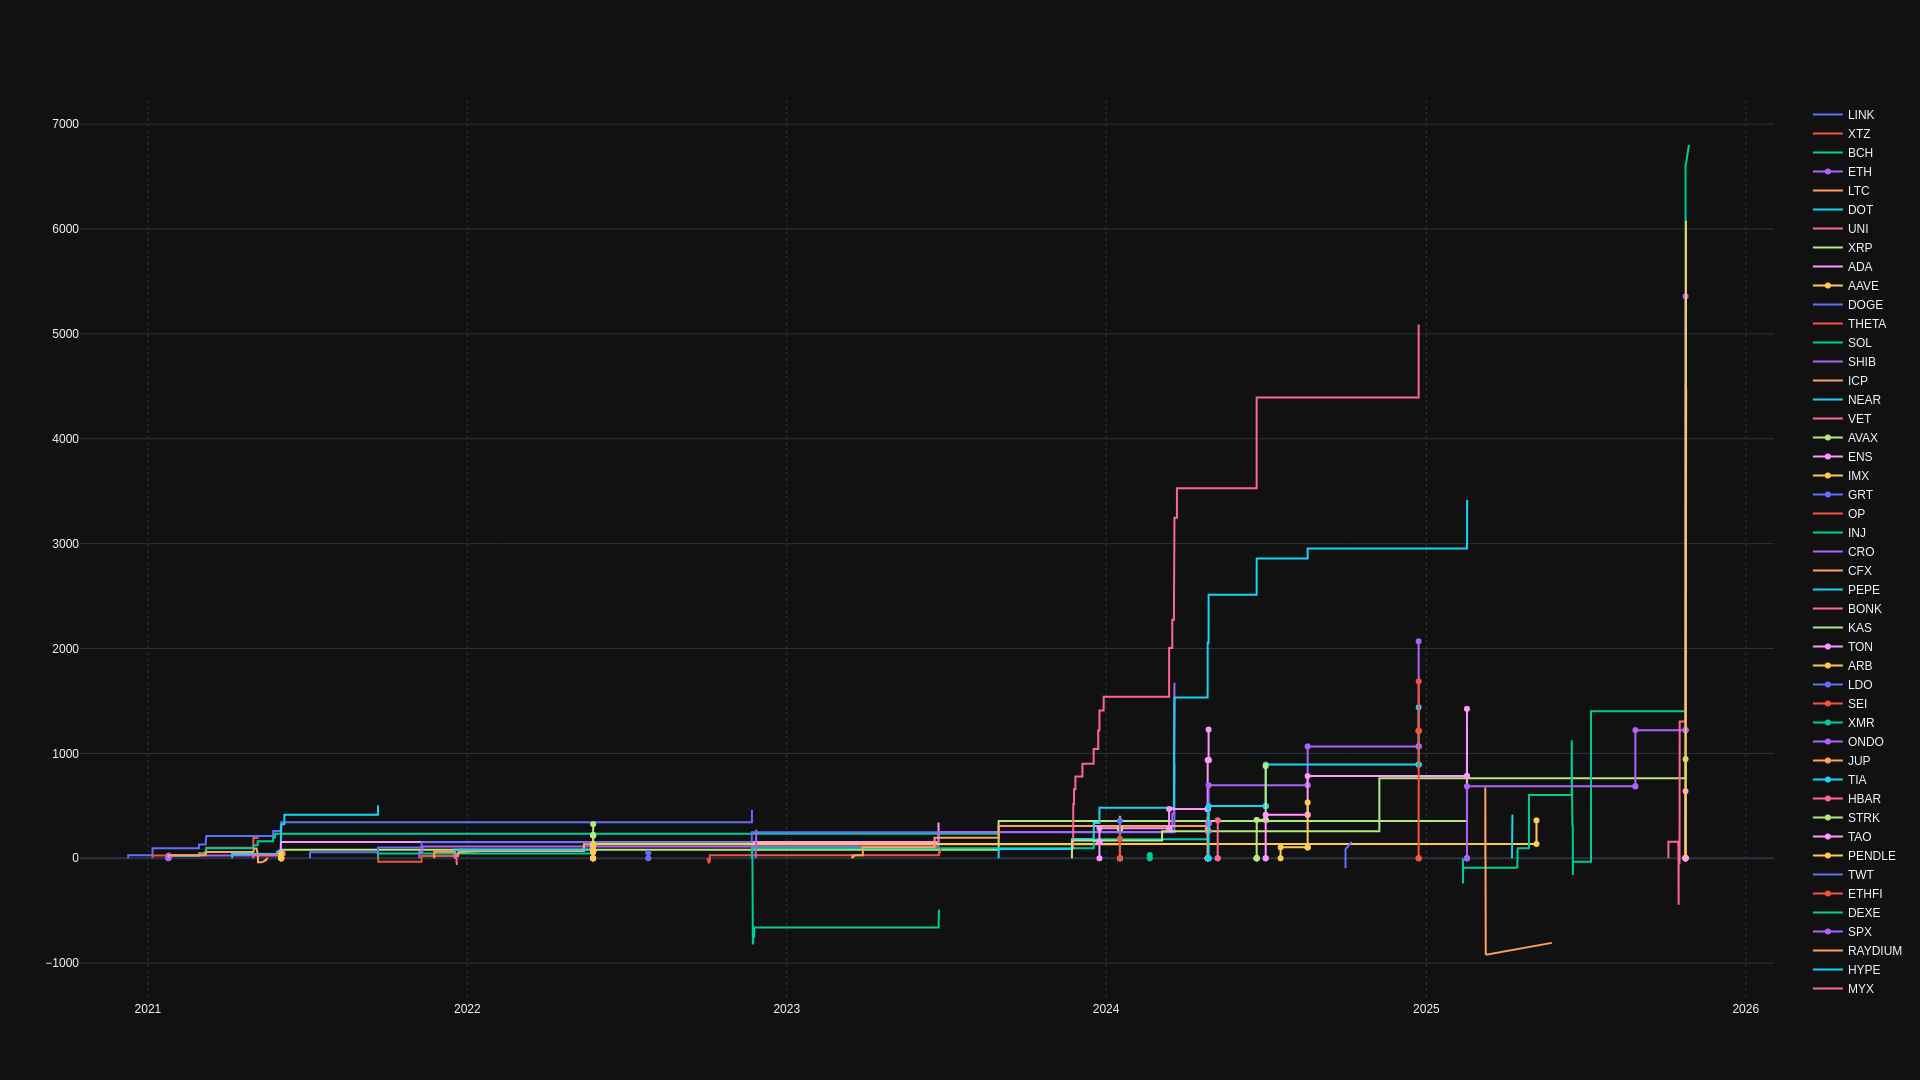 7000
6000
5000
4000
3000
2000
1000
0
−1000
2021
2022
2023
2024
2025
2026
LINK
XTZ
BCH
ETH
LTC
DOT
UNI
XRP
ADA
AAVE
DOGE
THETA
SOL
SHIB
ICP
NEAR
VET
AVAX
ENS
IMX
GRT
OP
INJ
CRO
CFX
PEPE
BONK
KAS
TON
ARB
LDO
SEI
XMR
ONDO
JUP
TIA
HBAR
STRK
TAO
PENDLE
TWT
ETHFI
DEXE
SPX
RAYDIUM
HYPE
MYX